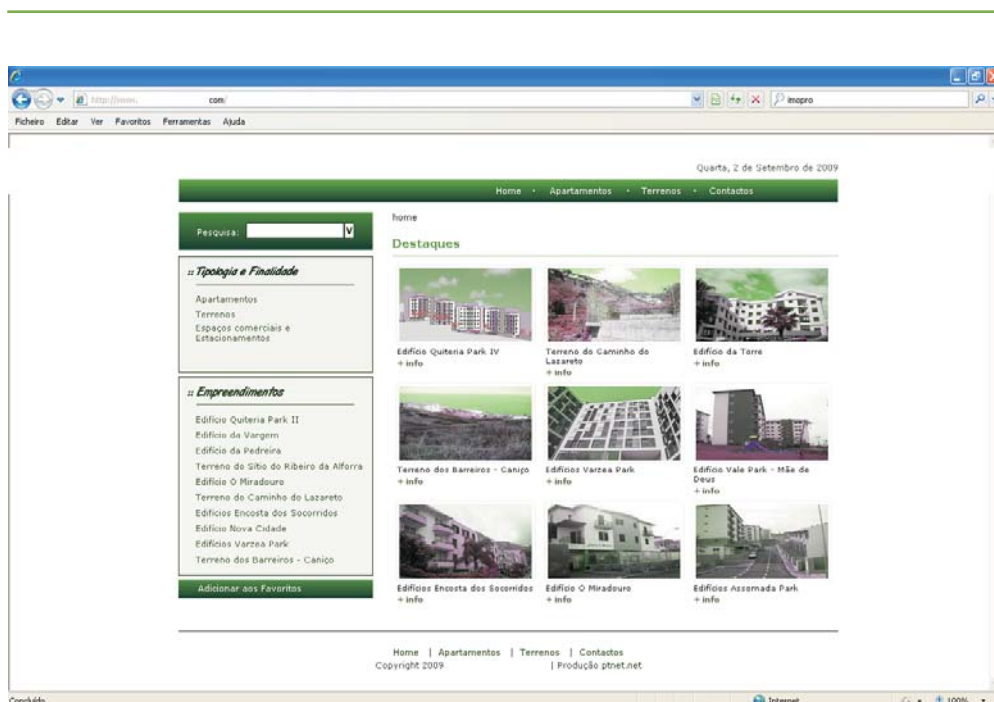 http://www. com/
imopro
Ficheiro Editar Ver Favoritos Ferramentas Ajuda
Quarta, 2 de Setembro de 2009
Home · Apartamentos · Terrenos · Contactos
Pesquisa: V
home
Destaques
:: Tipologia e Finalidade
Apartamentos
Terrenos
Espaços comerciais e
Estacionamentos
:: Empreendimentos
Edifício Quiteria Park II
Edifício da Vargem
Edifício da Pedreira
Terreno do Sítio do Ribeiro da Alforra
Edifício O Miradouro
Terreno do Caminho do Lazareto
Edifícios Encosta dos Socorridos
Edifício Nova Cidade
Edifícios Varzea Park
Terreno dos Barreiros - Caniço
Adicionar aos Favoritos
Edifício Quiteria Park IV
+ info
Terreno do Caminho do
Lazareto
+ info
Edifício da Torre
+ info
Terreno dos Barreiros - Caniço
+ info
Edifícios Varzea Park
+ info
Edifício Vale Park - Mãe de
Deus
+ info
Edifícios Encosta dos Socorridos
+ info
Edifício O Miradouro
+ info
Edifícios Assomada Park
+ info
Home | Apartamentos | Terrenos | Contactos
Copyright 2009 | Produção ptnet.net
Concluído
Internet
100%